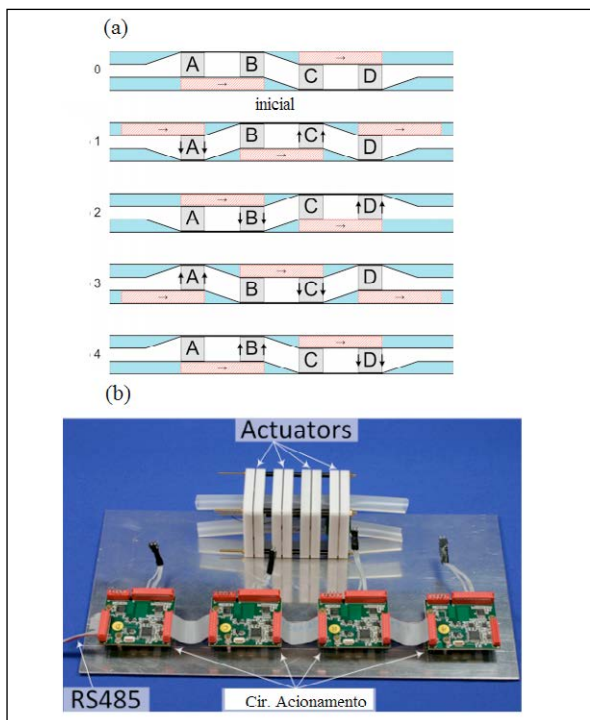 (a)
0 A B C D
inicial
1 A B C D
2 A B C D
3 A B C D
4 A B C D
(b)
Actuators
RS485
Cir. Acionamento